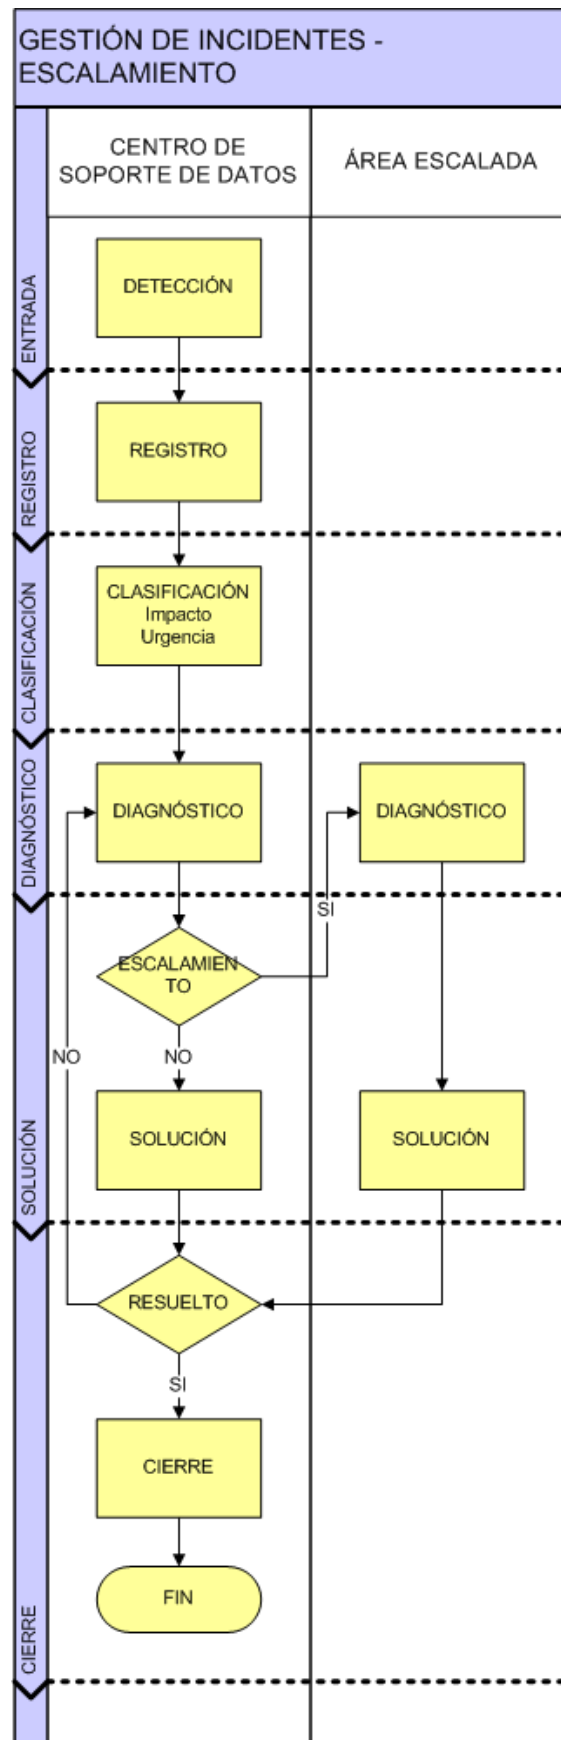 GESTIÓN DE INCIDENTES -
ESCALAMIENTO
CENTRO DE
SOPORTE DE DATOS
ÁREA ESCALADA
ENTRADA
DETECCIÓN
REGISTRO
REGISTRO
CLASIFICACIÓN
CLASIFICACIÓN
Impacto
Urgencia
DIAGNÓSTICO
DIAGNÓSTICO
DIAGNÓSTICO
SI
ESCALAMIEN
TO
NO
NO
SOLUCIÓN
SOLUCIÓN
SOLUCIÓN
RESUELTO
SI
CIERRE
FIN
CIERRE